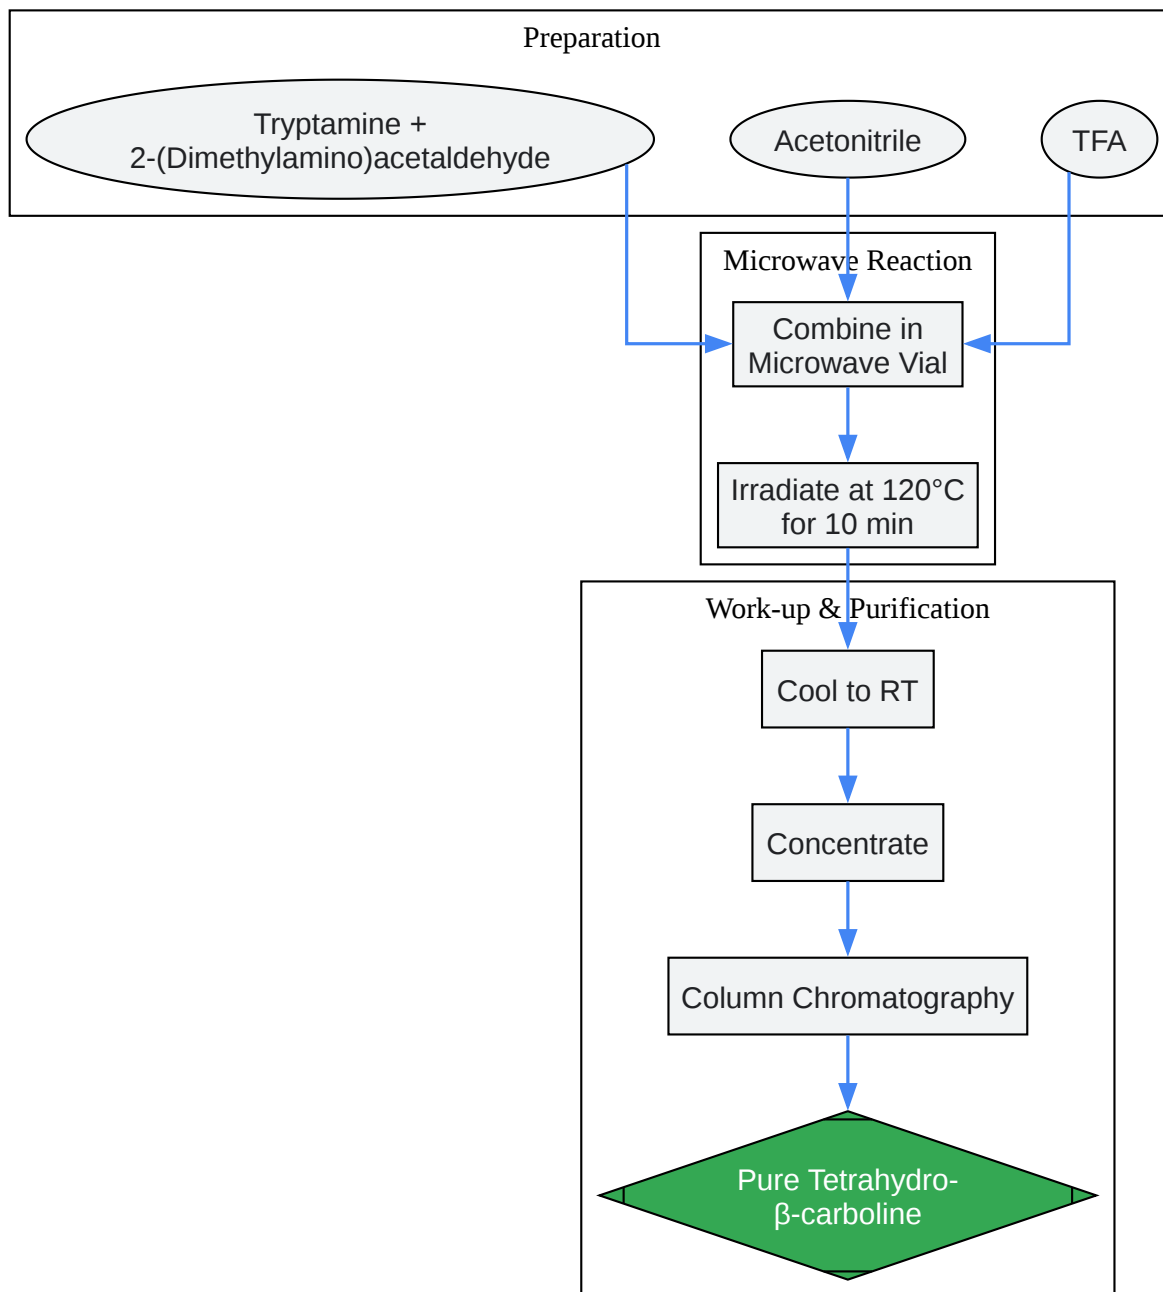 Preparation
Tryptamine +
2-(Dimethylamino)acetaldehyde
Acetonitrile
TFA
Microwave Reaction
Combine in
Microwave Vial
Irradiate at 120°C
for 10 min
Work-up & Purification
Cool to RT
Concentrate
Column Chromatography
Pure Tetrahydro-
β-carboline